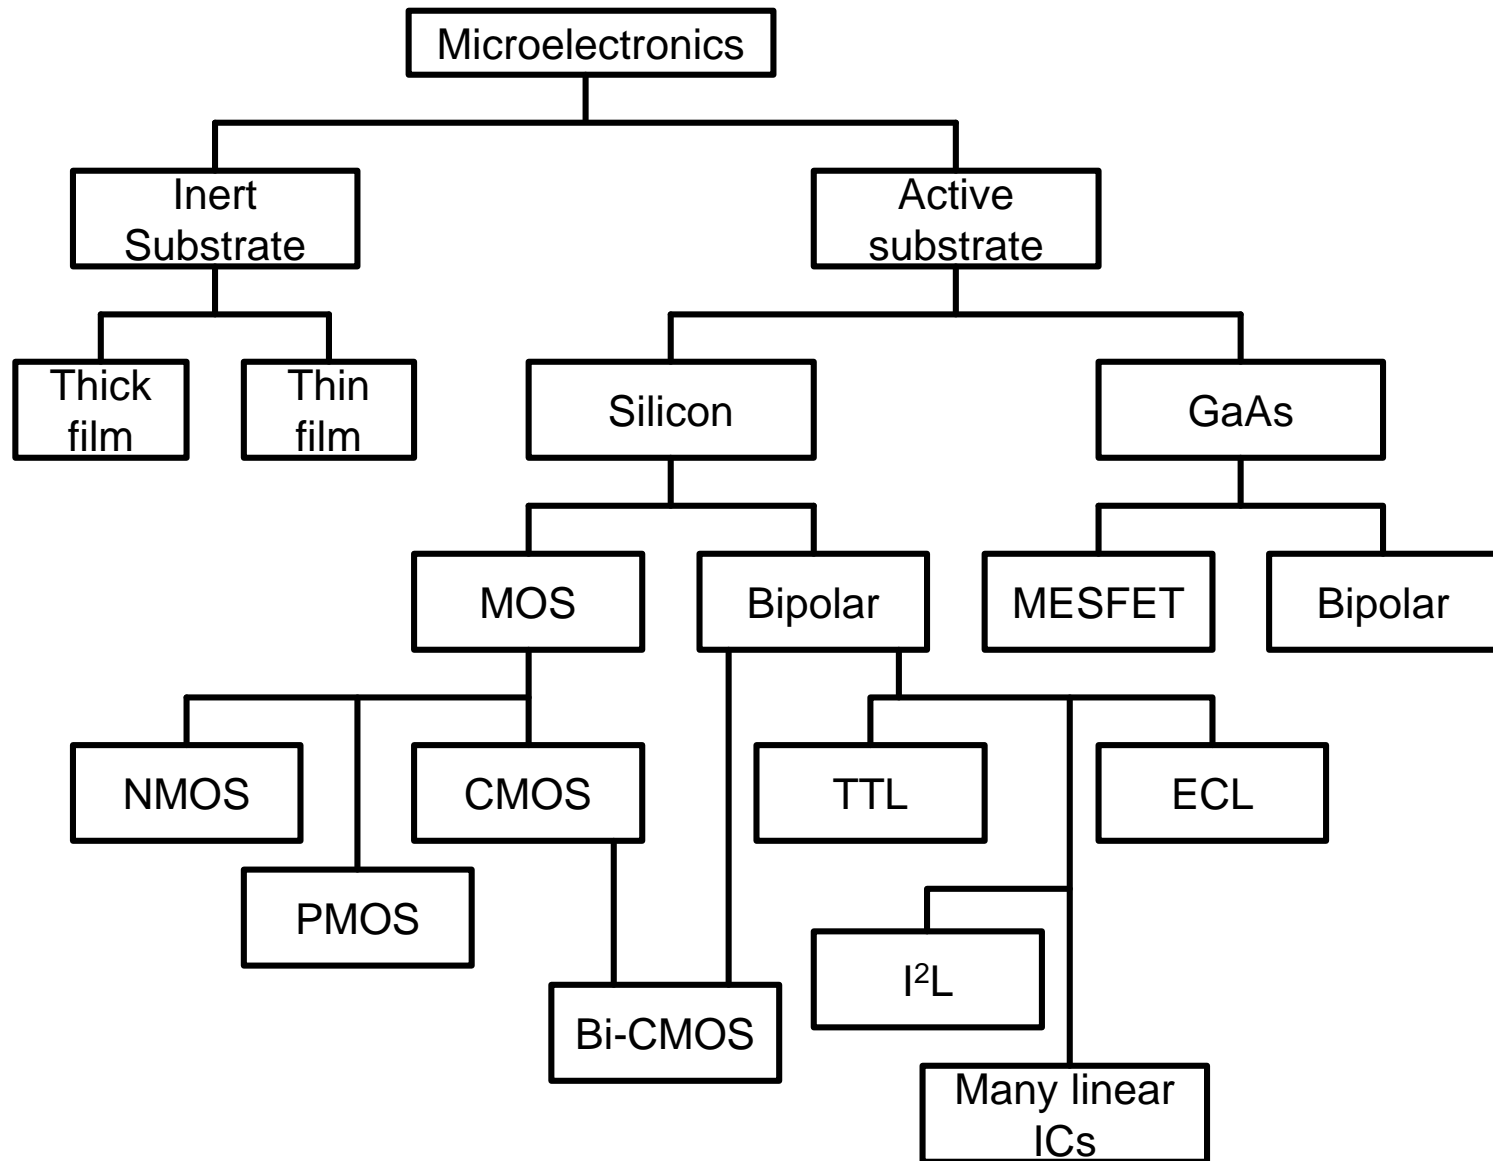 Microelectronics
Inert
Substrate
Active
substrate
Thick
film
Thin
film
Silicon
GaAs
MOS
Bipolar
MESFET
Bipolar
NMOS
CMOS
TTL
ECL
PMOS
I²L
Bi-CMOS
Many linear
ICs